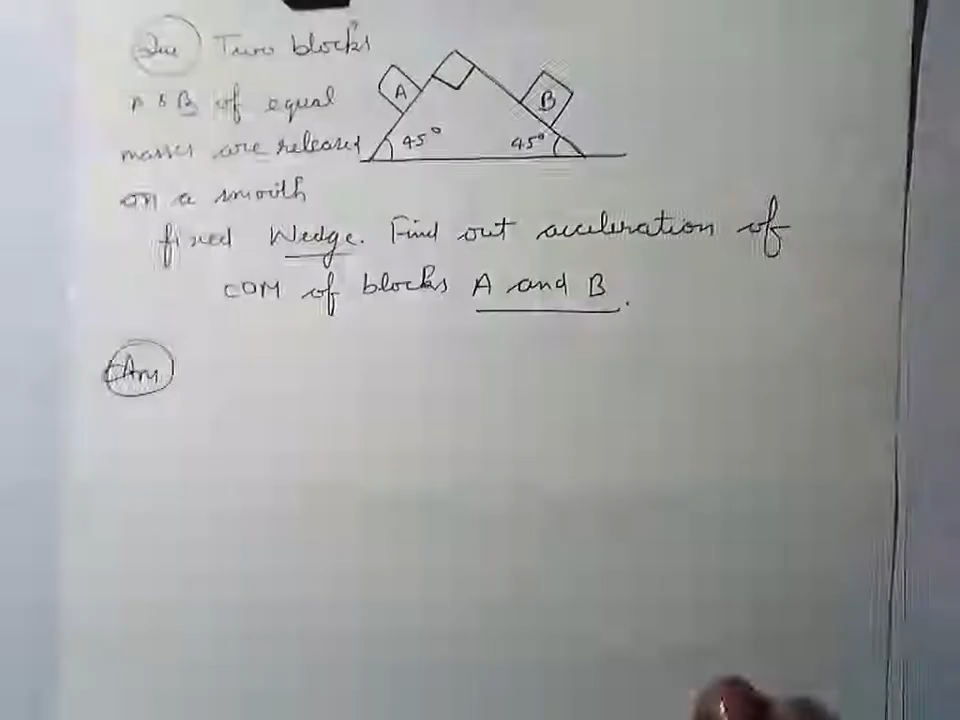 Que Two blocks
A & B of equal
masses are released
on a smooth
fixed Wedge. Find out acceleration of
COM of blocks A and B.
A
B
45°
45°
Ans